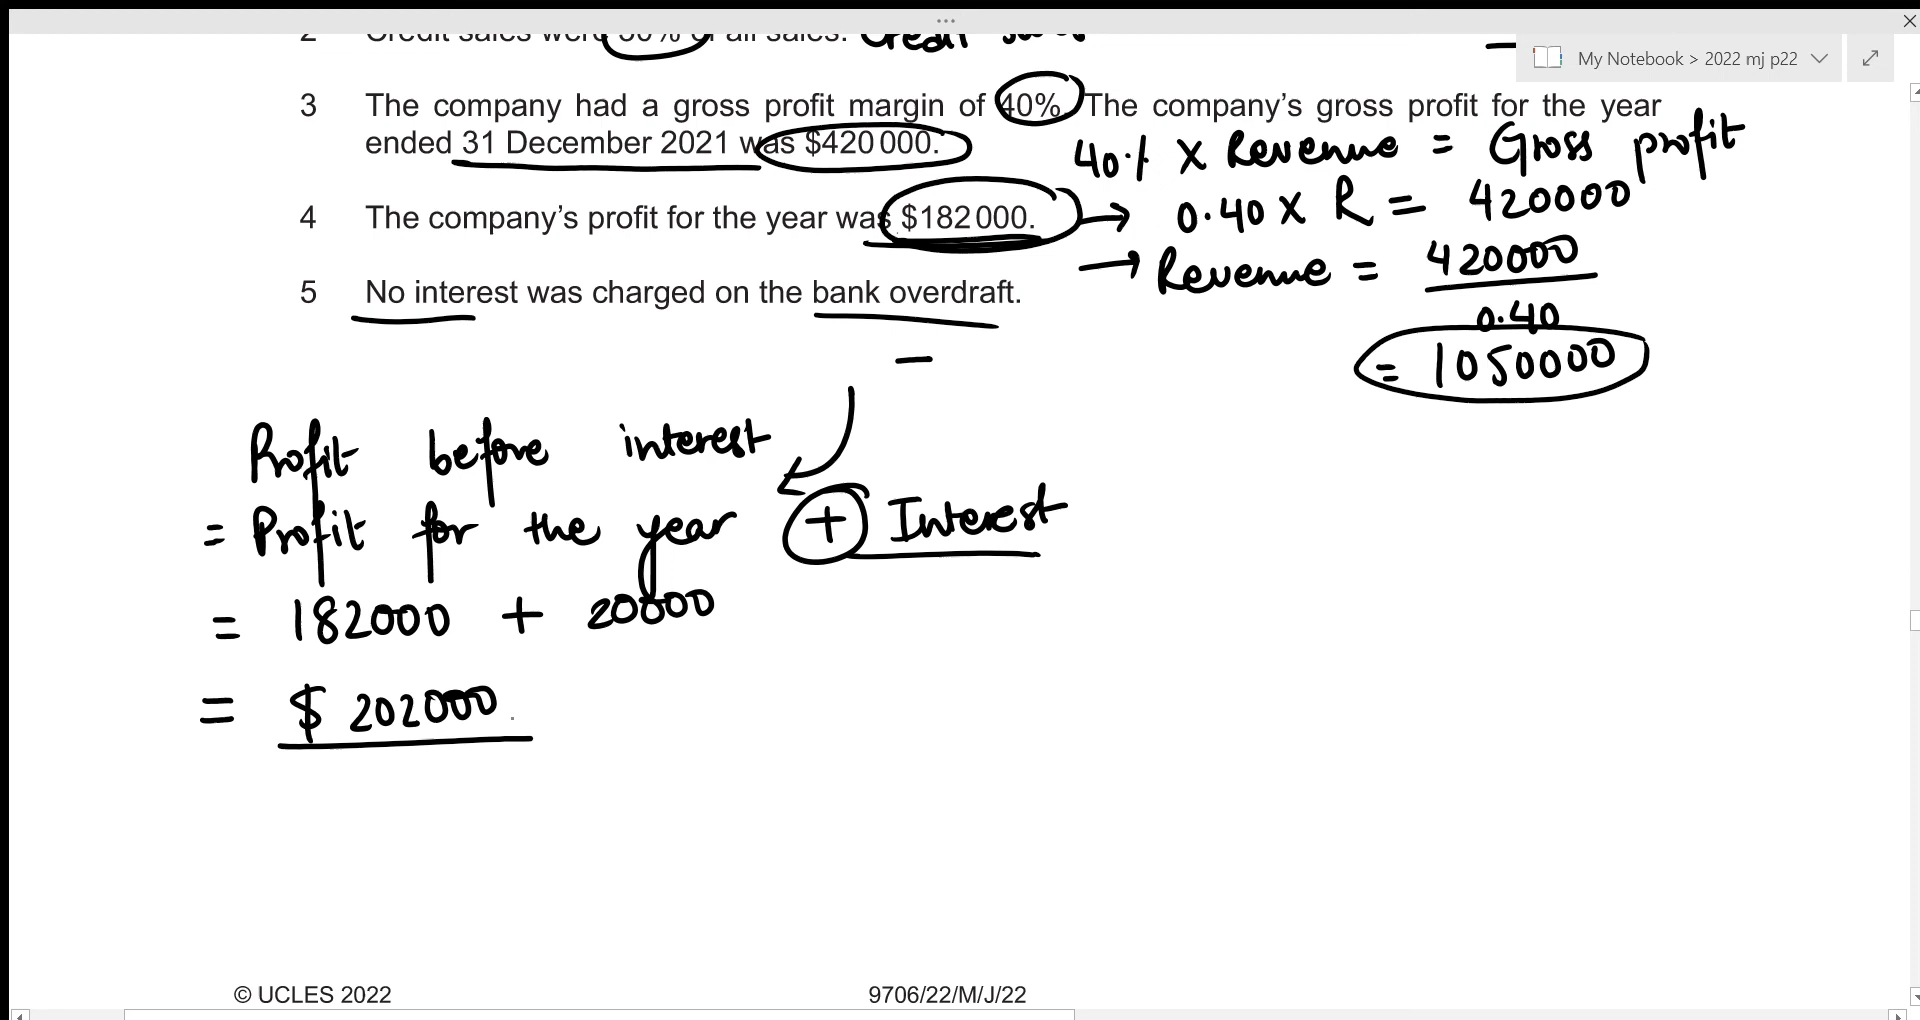 My Notebook > 2022 mj p22
3 The company had a gross profit margin of 40% The company's gross profit for the year
ended 31 December 2021 was $420 000.
40% X Revenue = Gross profit
4 The company's profit for the year was $182 000.
→ 0.40 X R = 420000
→ Revenue = 420000
0.40
= 1050000
5 No interest was charged on the bank overdraft.
Profit before interest
= Profit for the year + Interest
= 182000 + 20000
= $ 202000
© UCLES 2022
9706/22/M/J/22